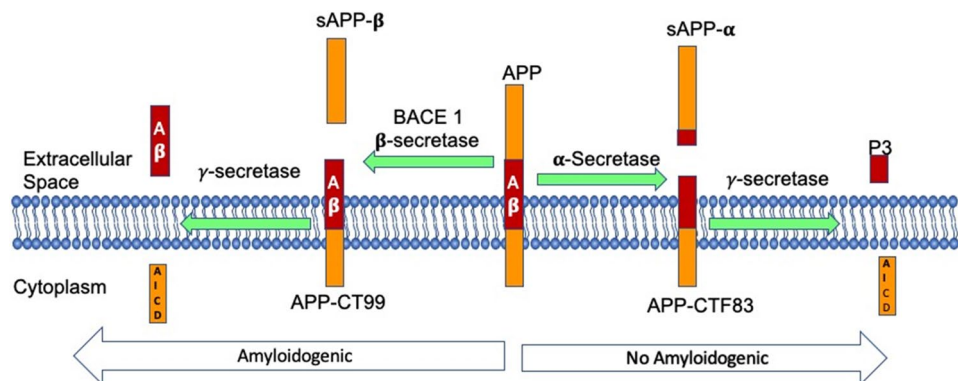 sAPP-β
sAPP-α
APP
BACE 1
β-secretase
A
β
Extracellular
Space
γ-secretase
A
β
A
β
α-Secretase
γ-secretase
P3
Cytoplasm
A
I
C
D
APP-CT99
APP-CTF83
A
I
C
D
Amyloidogenic
No Amyloidogenic